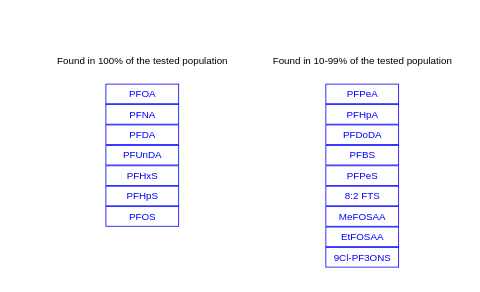 Found in 100% of the tested population
PFOA
PFNA
PFDA
PFUnDA
PFHxS
PFHpS
PFOS
Found in 10-99% of the tested population
PFPeA
PFHpA
PFDoDA
PFBS
PFPeS
8:2 FTS
MeFOSAA
EtFOSAA
9Cl-PF3ONS